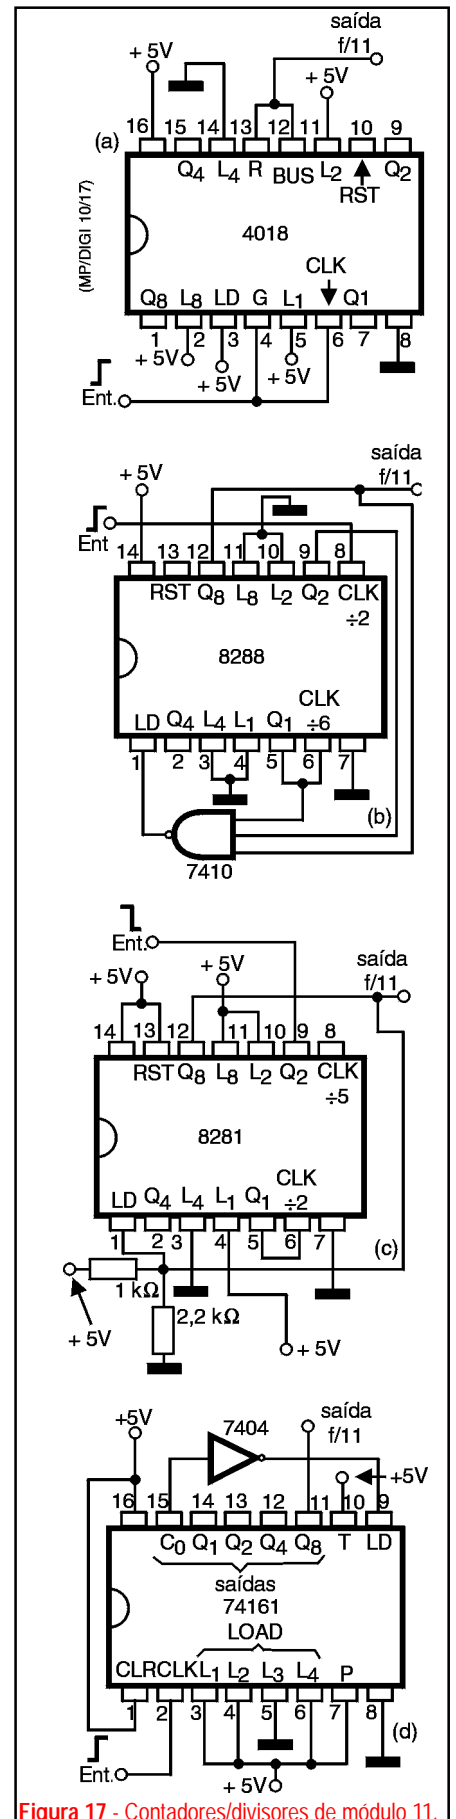 saída
f/11
+ 5V
+ 5V
16 15 14 13 12 11 10 9
(a)
Q4 L4 R BUS L2 RST Q2
4018
(MP/DIGI 10/17)
CLK
Q8 L8 LD G L1 Q1
1 2 3 4 5 6 7 8
+ 5V
+ 5V
+ 5V
Ent.
saída
f/11
+ 5V
Ent
14 13 12 11 10 9 8
RST Q8 L8 L2 Q2 CLK
÷2
8288
CLK
÷6
LD Q4 L4 L1 Q1
1 2 3 4 5 6 7
(b)
7410
Ent.
saída
f/11
+ 5V
+ 5V
14 13 12 11 10 9 8
RST Q8 L8 L2 Q2 CLK
÷5
8281
CLK
÷2
LD Q4 L4 L1 Q1
1 2 3 4 5 6 7
(c)
1 kΩ
+ 5V
2,2 kΩ
+ 5V
7404
saída
f/11
+5V
+5V
16 15 14 13 12 11 10 9
C0 Q1 Q2 Q4 Q8 T LD
saídas
74161
LOAD
CLR CLK L1 L2 L3 L4 P
1 2 3 4 5 6 7 8
(d)
Ent.
+ 5V
Figura 17 - Contadores/divisores de módulo 11.